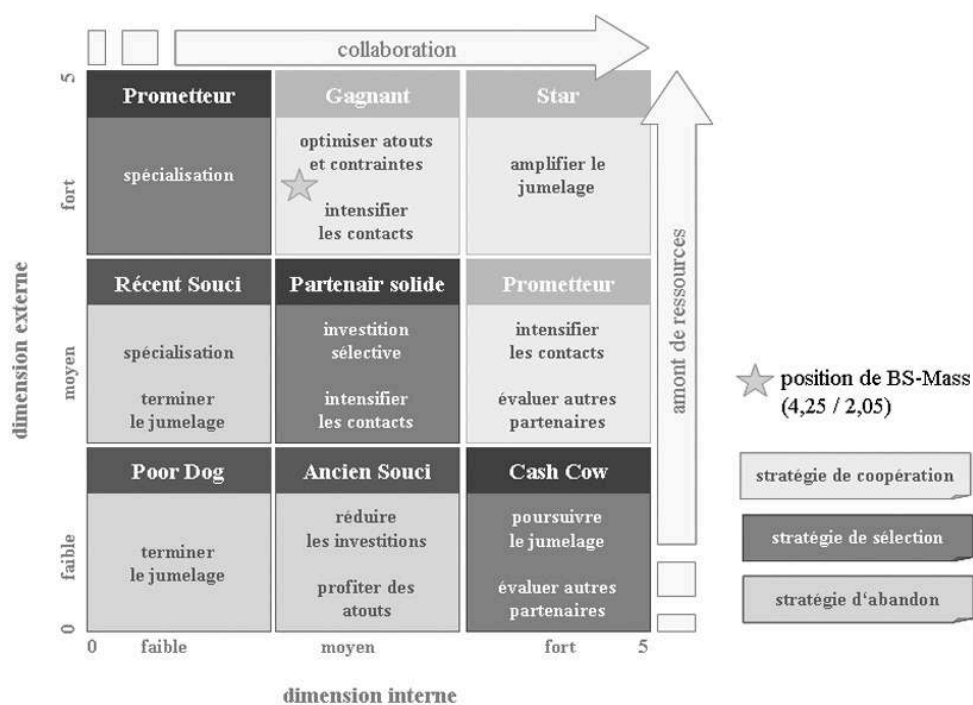 collaboration
5
fort
moyen
faible
0
dimension externe
Prometteur
spécialisation
Gagnant
optimiser atouts
et contraintes
intensifier
les contacts
Star
amplifier le
jumelage
Récent Souci
spécialisation
terminer
le jumelage
Partenair solide
investition
sélective
intensifier
les contacts
Prometteur
intensifier
les contacts
évaluer autres
partenaires
Poor Dog
terminer
le jumelage
Ancien Souci
réduire
les investitions
profiter des
atouts
Cash Cow
poursuivre
le jumelage
évaluer autres
partenaires
amont de ressources
0
faible
moyen
fort
5
dimension interne
position de BS-Mass
(4,25 / 2,05)
stratégie de coopération
stratégie de sélection
stratégie d‘abandon